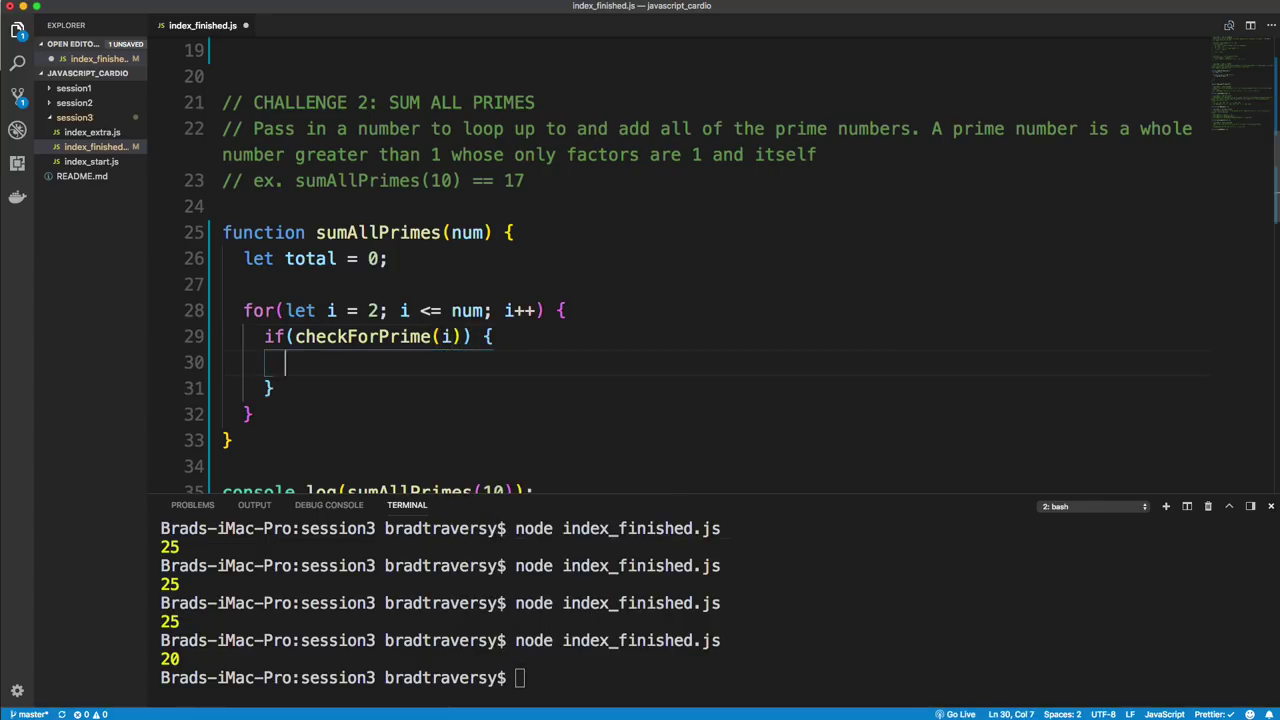 index_finished.js — javascript_cardio
EXPLORER
index_finished.js
OPEN EDITO... 1 UNSAVED
index_finishe... M
JAVASCRIPT_CARDIO
session1
session2
session3
index_extra.js
index_finished... M
index_start.js
README.md
19
20
21 // CHALLENGE 2: SUM ALL PRIMES
22 // Pass in a number to loop up to and add all of the prime numbers. A prime number is a whole
number greater than 1 whose only factors are 1 and itself
23 // ex. sumAllPrimes(10) == 17
24
25 function sumAllPrimes(num) {
26 let total = 0;
27
28 for(let i = 2; i <= num; i++) {
29 if(checkForPrime(i)) {
30
31 }
32 }
33 }
34
35 console.log(sumAllPrimes(10));
PROBLEMS OUTPUT DEBUG CONSOLE TERMINAL 2: bash
Brads-iMac-Pro:session3 bradtraversy$ node index_finished.js
25
Brads-iMac-Pro:session3 bradtraversy$ node index_finished.js
25
Brads-iMac-Pro:session3 bradtraversy$ node index_finished.js
25
Brads-iMac-Pro:session3 bradtraversy$ node index_finished.js
20
Brads-iMac-Pro:session3 bradtraversy$
master* 0 0 Go Live Ln 30, Col 7 Spaces: 2 UTF-8 LF JavaScript Prettier: ✓